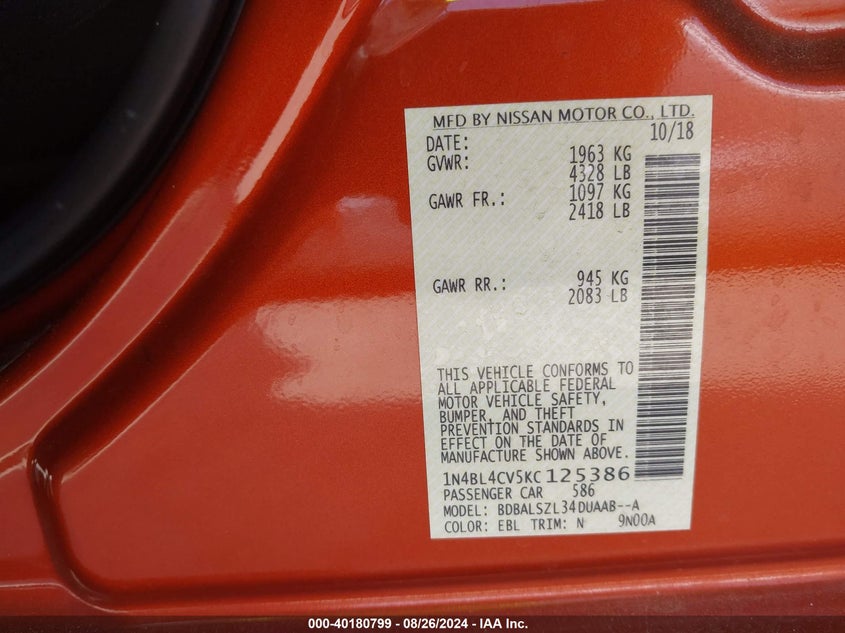 MFD BY NISSAN MOTOR CO., LTD.
DATE: 10/18
GVWR: 1963 KG
4328 LB
GAWR FR.: 1097 KG
2418 LB
GAWR RR.: 945 KG
2083 LB
THIS VEHICLE CONFORMS TO
ALL APPLICABLE FEDERAL
MOTOR VEHICLE SAFETY,
BUMPER, AND THEFT
PREVENTION STANDARDS IN
EFFECT ON THE DATE OF
MANUFACTURE SHOWN ABOVE.
1N4BL4CV5KC125386
PASSENGER CAR 586
MODEL: BDBALSZL34DUAAB--A
COLOR: EBL TRIM: N 9N00A
000-40180799 - 08/26/2024 - IAA Inc.